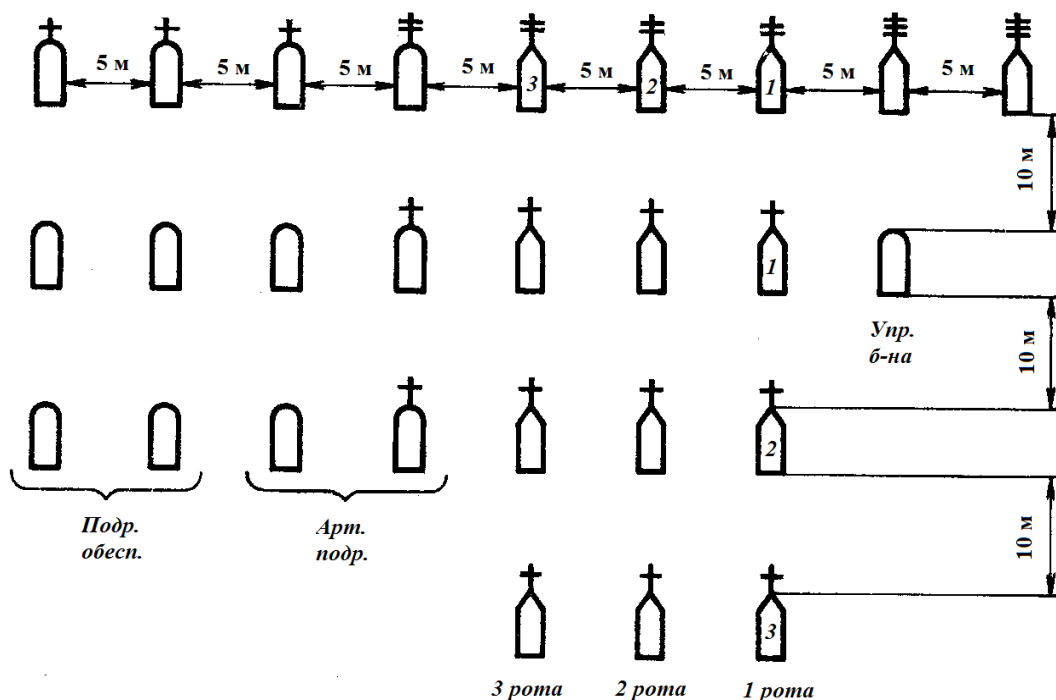 5 м 5 м 5 м 5 м 5 м 5 м 5 м 5 м
3 2 1
10 м
1
Упр.
б-на
10 м
2
Подр.
обесп.
Арт.
подр.
10 м
3
3 рота 2 рота 1 рота